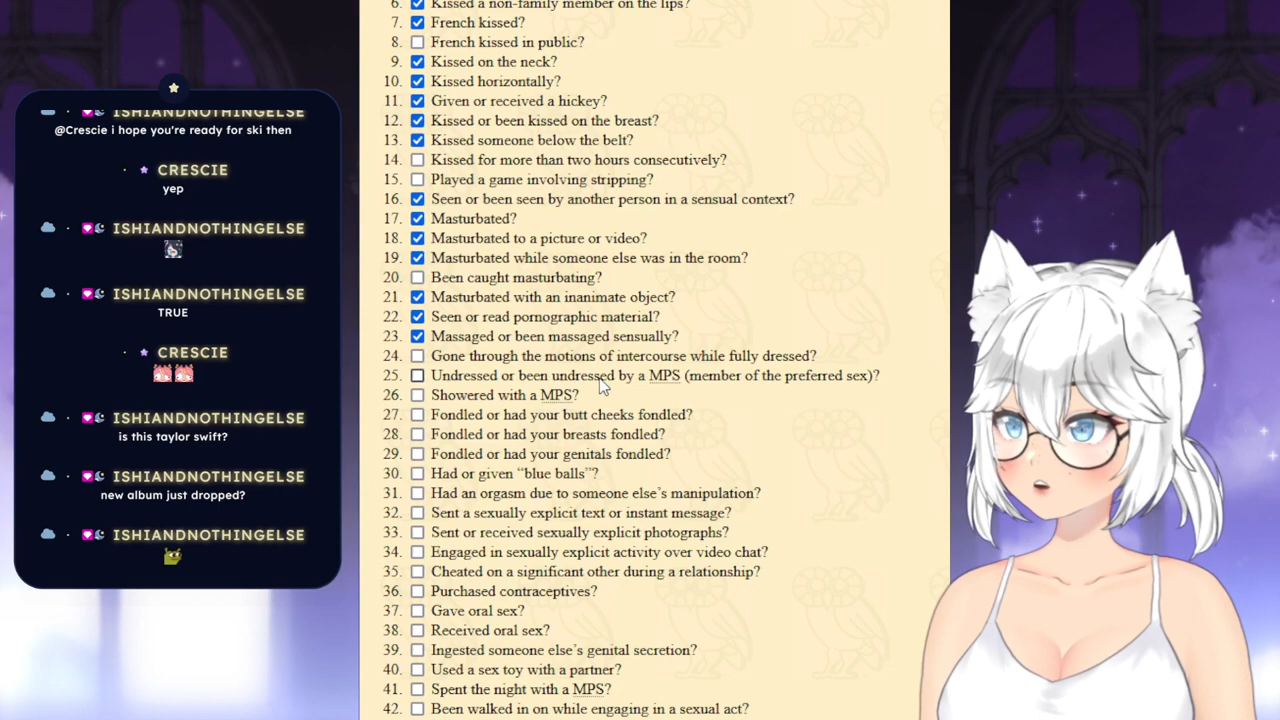 ISHIANDNOTHINGELSE
@Crescie i hope you're ready for ski then
CRESCIE
yep
ISHIANDNOTHINGELSE
ISHIANDNOTHINGELSE
TRUE
CRESCIE
ISHIANDNOTHINGELSE
is this taylor swift?
ISHIANDNOTHINGELSE
new album just dropped?
ISHIANDNOTHINGELSE
6. Kissed a non-family member on the lips?
7. French kissed?
8. French kissed in public?
9. Kissed on the neck?
10. Kissed horizontally?
11. Given or received a hickey?
12. Kissed or been kissed on the breast?
13. Kissed someone below the belt?
14. Kissed for more than two hours consecutively?
15. Played a game involving stripping?
16. Seen or been seen by another person in a sensual context?
17. Masturbated?
18. Masturbated to a picture or video?
19. Masturbated while someone else was in the room?
20. Been caught masturbating?
21. Masturbated with an inanimate object?
22. Seen or read pornographic material?
23. Massaged or been massaged sensually?
24. Gone through the motions of intercourse while fully dressed?
25. Undressed or been undressed by a MPS (member of the preferred sex)?
26. Showered with a MPS?
27. Fondled or had your butt cheeks fondled?
28. Fondled or had your breasts fondled?
29. Fondled or had your genitals fondled?
30. Had or given “blue balls”?
31. Had an orgasm due to someone else’s manipulation?
32. Sent a sexually explicit text or instant message?
33. Sent or received sexually explicit photographs?
34. Engaged in sexually explicit activity over video chat?
35. Cheated on a significant other during a relationship?
36. Purchased contraceptives?
37. Gave oral sex?
38. Received oral sex?
39. Ingested someone else’s genital secretion?
40. Used a sex toy with a partner?
41. Spent the night with a MPS?
42. Been walked in on while engaging in a sexual act?